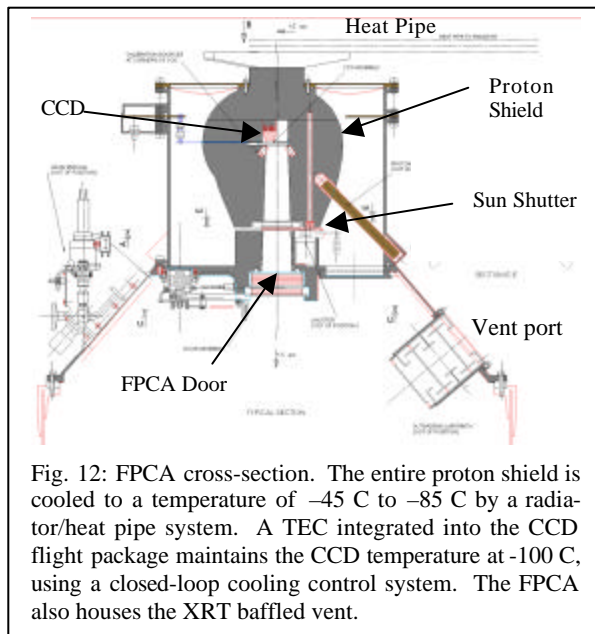 Heat Pipe
CCD
Proton
Shield
Sun Shutter
Vent port
FPCA Door
TYPICAL SECTION
Fig. 12: FPCA cross-section. The entire proton shield is
cooled to a temperature of –45 C to –85 C by a radia-
tor/heat pipe system. A TEC integrated into the CCD
flight package maintains the CCD temperature at -100 C,
using a closed-loop cooling control system. The FPCA
also houses the XRT baffled vent.